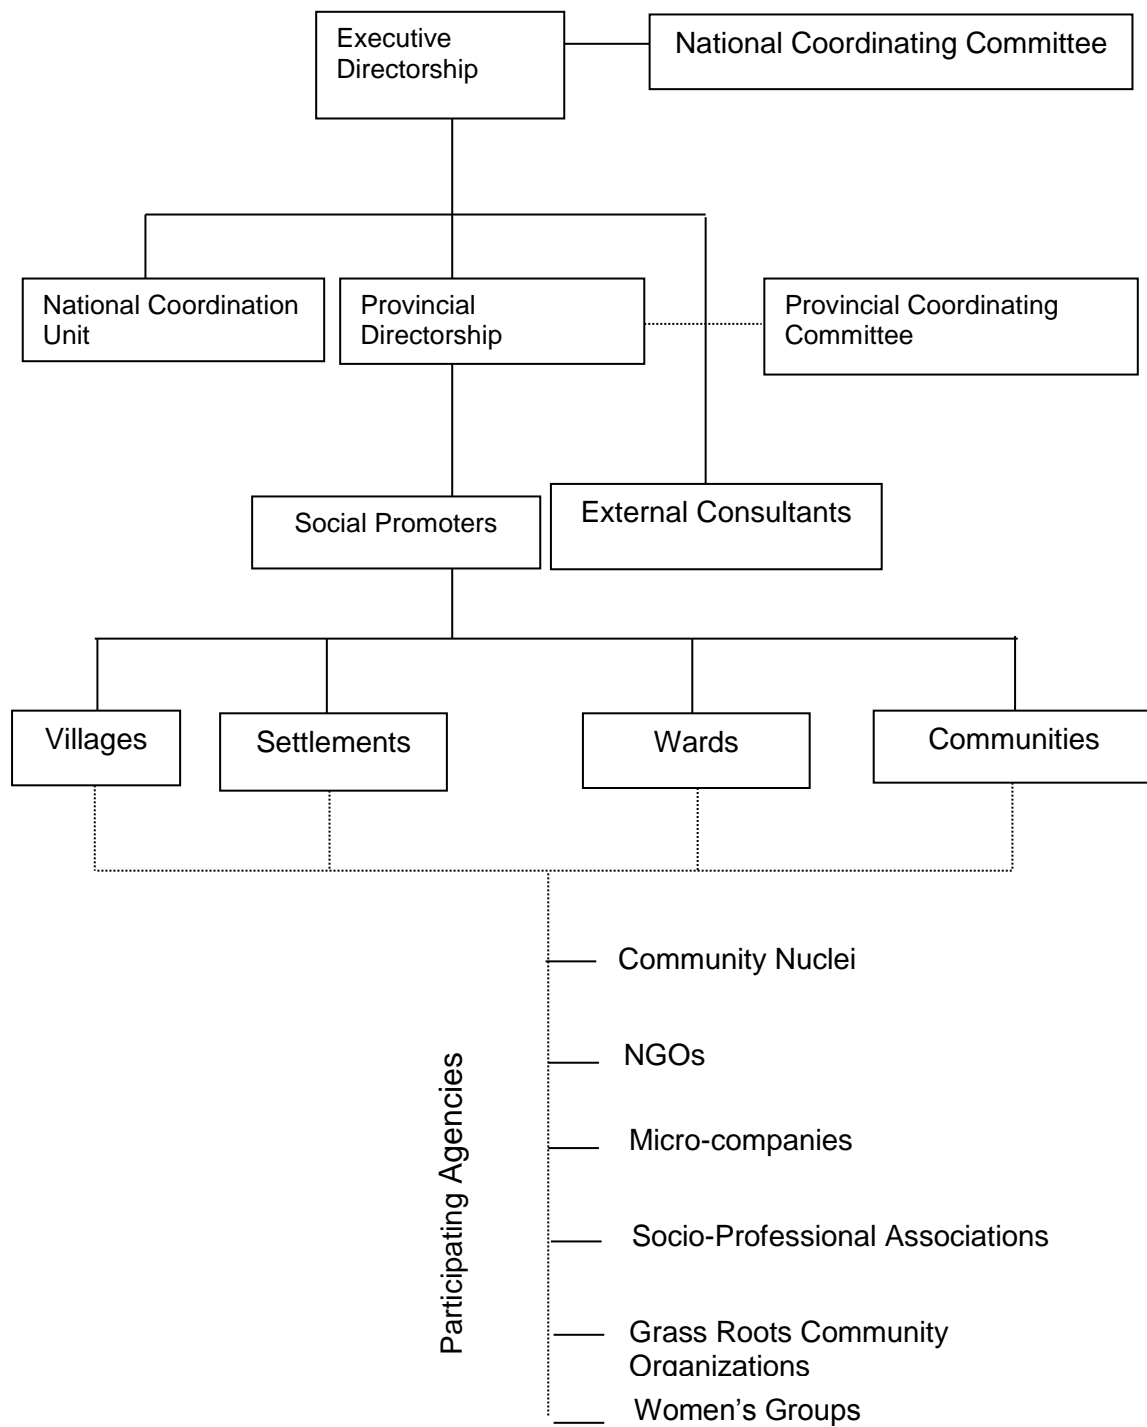 Executive
Directorship
National Coordinating Committee
National Coordination
Unit
Provincial
Directorship
Provincial Coordinating
Committee
Social Promoters
External Consultants
Villages
Settlements
Wards
Communities
Participating Agencies
Community Nuclei
NGOs
Micro-companies
Socio-Professional Associations
Grass Roots Community
Organizations
Women’s Groups